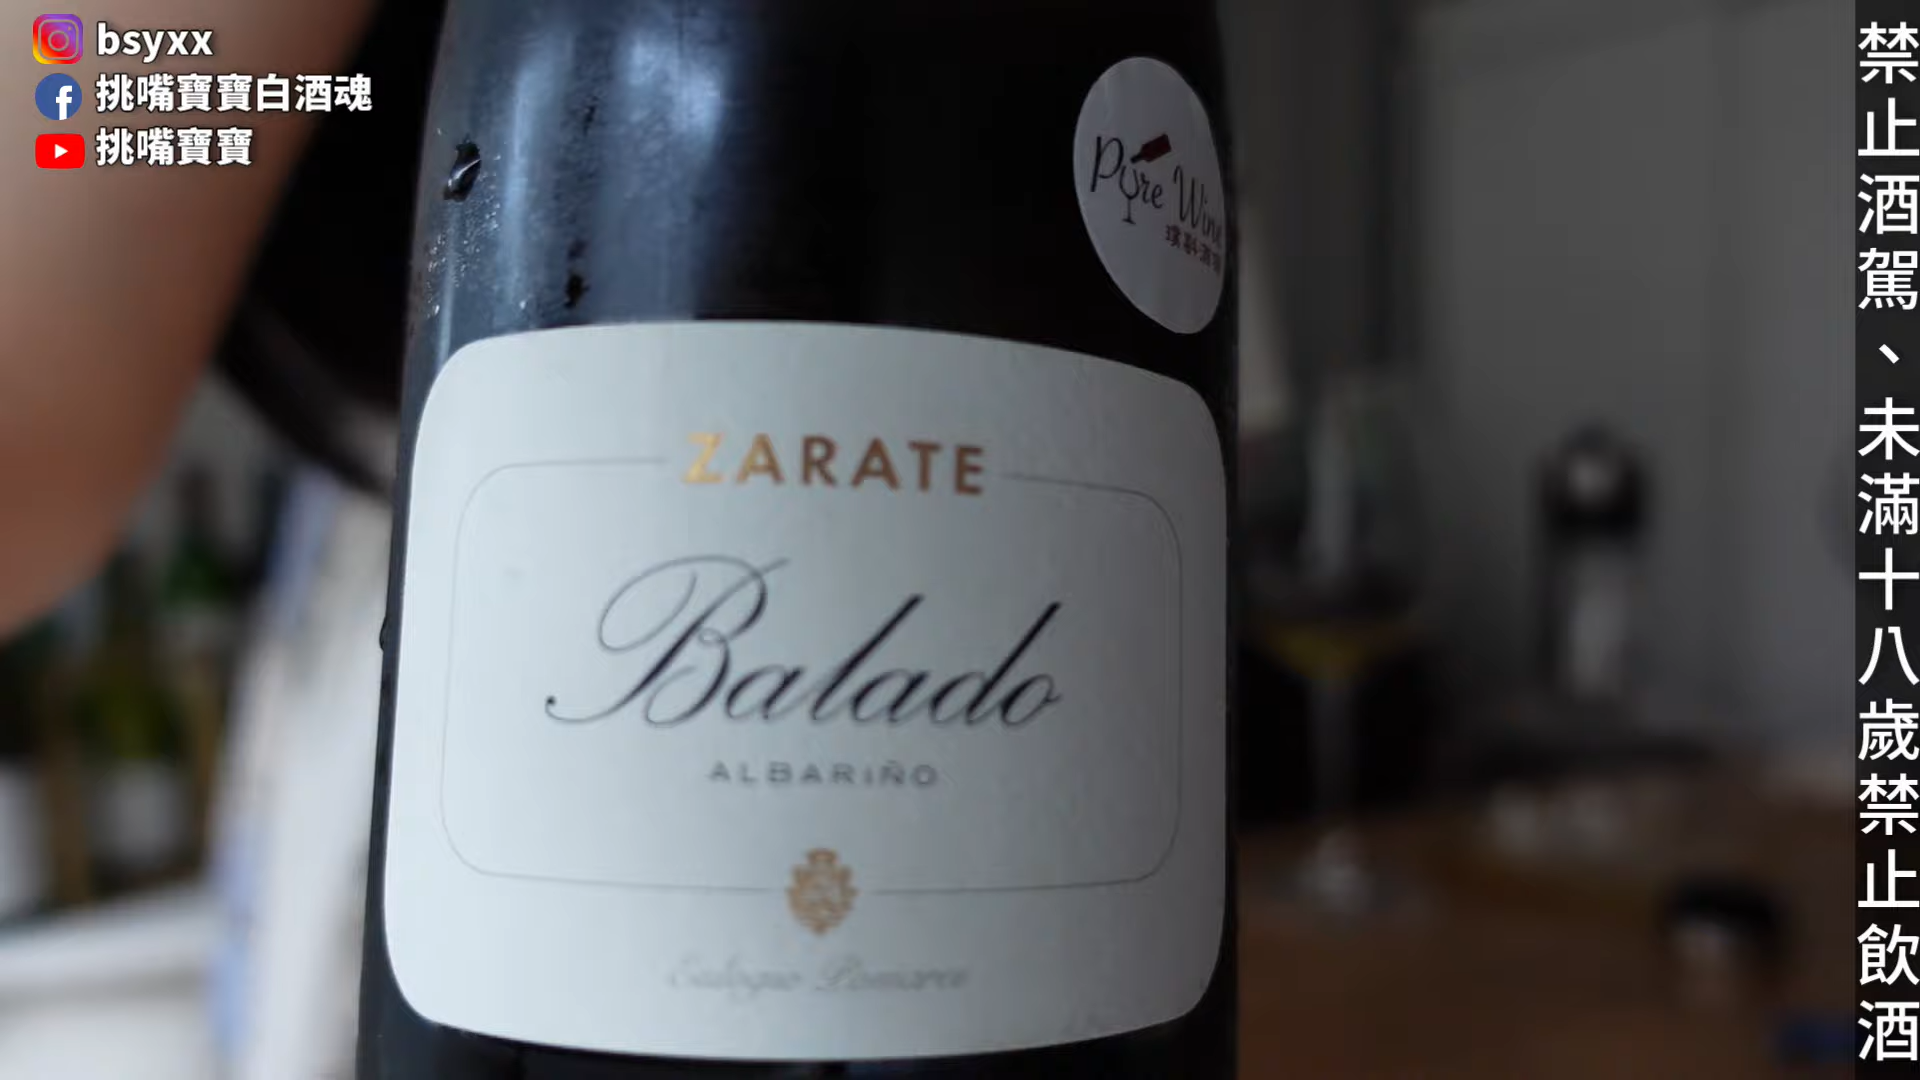 bsyxx
挑嘴寶寶白酒魂
挑嘴寶寶
Pure Wine
ZARATE
Balado
ALBARIÑO
禁止酒駕、未滿十八歲禁止飲酒